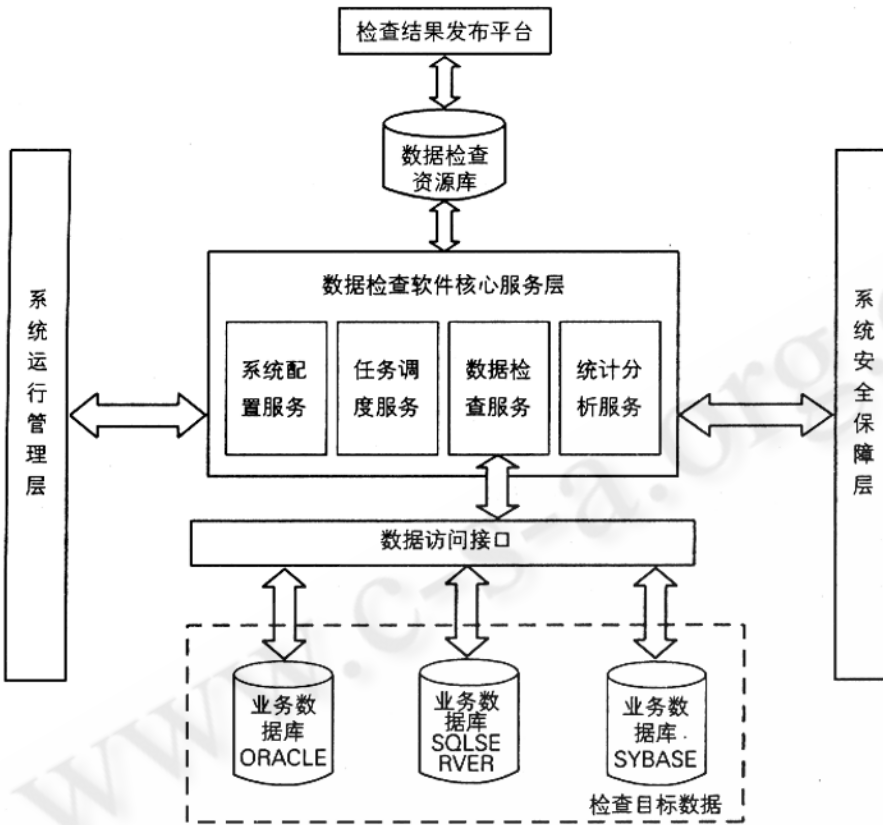 检查结果发布平台
数据检查
资源库
系统运行管理层
数据检查软件核心服务层
系统配
置服务
任务调
度服务
数据检
查服务
统计分
析服务
系统安全保障层
数据访问接口
业务数
据库
ORACLE
业务数
据库
SQLSE
RVER
业务数
据库
SYBASE
检查目标数据
www.c-s-a.org